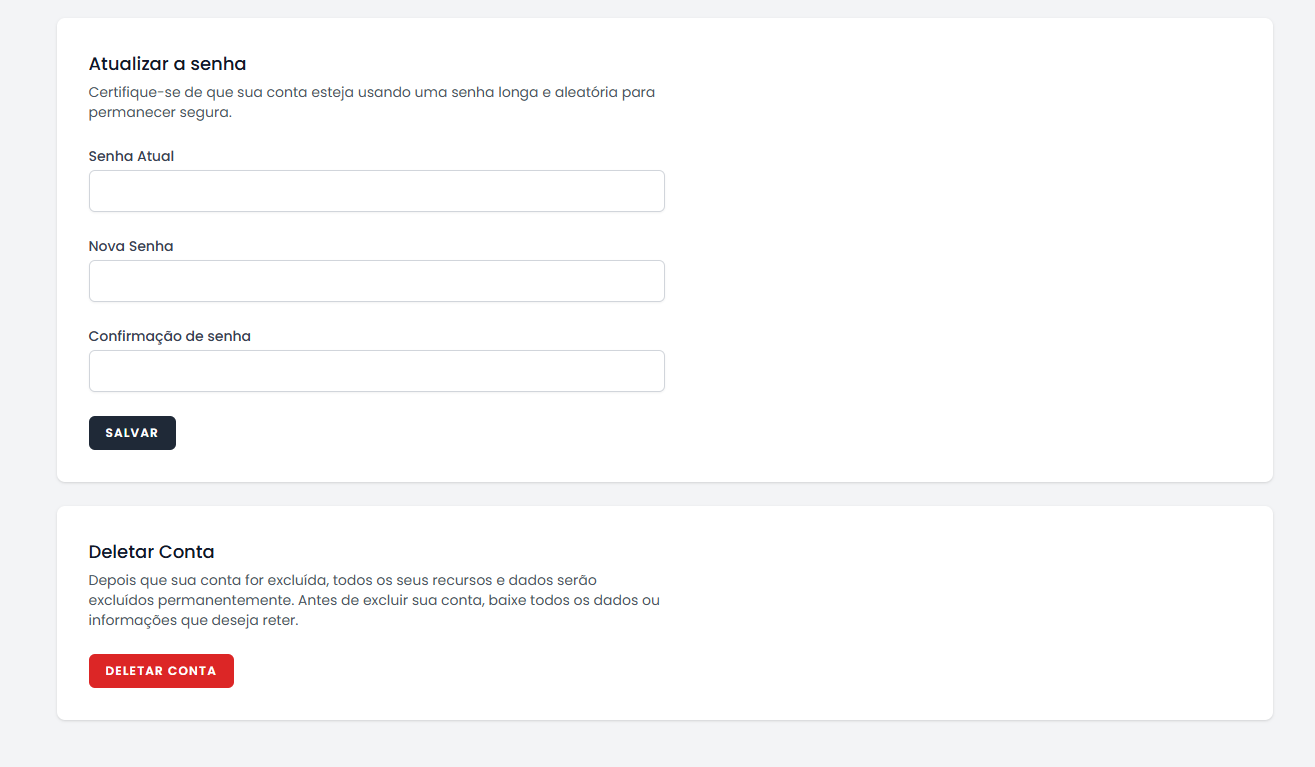 Atualizar a senha
Certifique-se de que sua conta esteja usando uma senha longa e aleatória para
permanecer segura.
Senha Atual
Nova Senha
Confirmação de senha
SALVAR
Deletar Conta
Depois que sua conta for excluída, todos os seus recursos e dados serão
excluídos permanentemente. Antes de excluir sua conta, baixe todos os dados ou
informações que deseja reter.
DELETAR CONTA